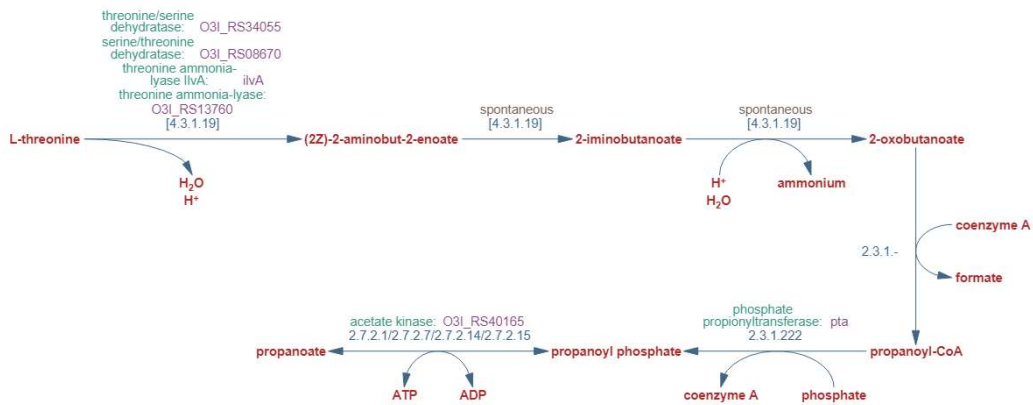 threonine/serine
dehydratase: O3I_RS34055
serine/threonine
dehydratase: O3I_RS08670
threonine ammonia-
lyase IlvA: ilvA
threonine ammonia-lyase:
O3I_RS13760
[4.3.1.19]
spontaneous
[4.3.1.19]
spontaneous
[4.3.1.19]
L-threonine
(2Z)-2-aminobut-2-enoate
2-iminobutanoate
2-oxobutanoate
H₂O
H⁺
H⁺
H₂O
ammonium
coenzyme A
2.3.1.-
formate
acetate kinase: O3I_RS40165
2.7.2.1/2.7.2.7/2.7.2.14/2.7.2.15
phosphate
propionyltransferase: pta
2.3.1.222
propanoate
propanoyl phosphate
propanoyl-CoA
ATP
ADP
coenzyme A
phosphate